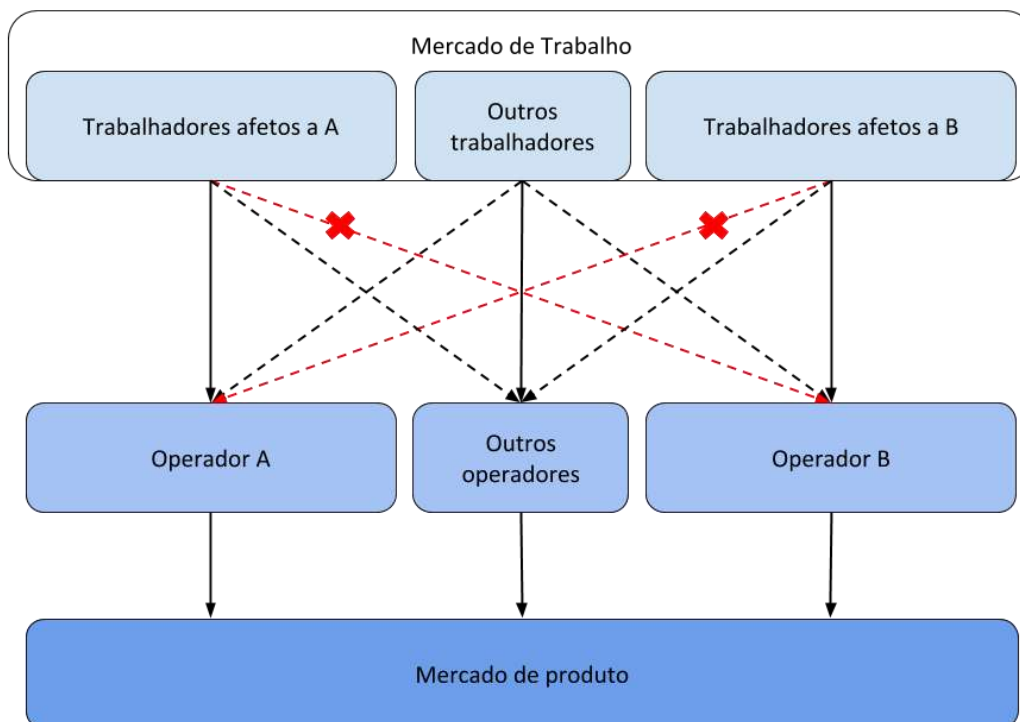 Mercado de Trabalho
Trabalhadores afetos a A
Outros
trabalhadores
Trabalhadores afetos a B
Operador A
Outros
operadores
Operador B
Mercado de produto